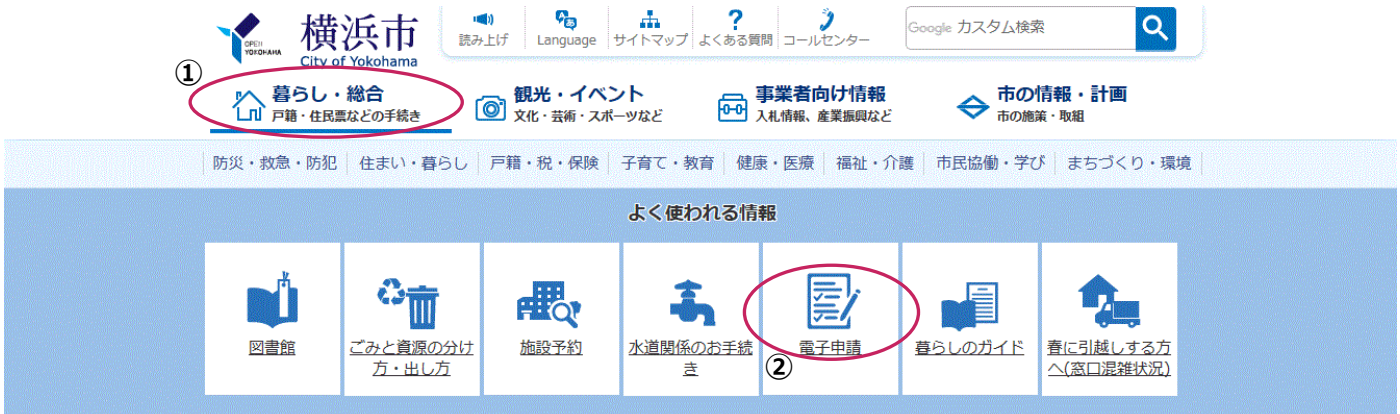 OPEN
YOKOHAMA
横浜市
City of Yokohama
読み上げ
Language
サイトマップ
よくある質問
コールセンター
Google カスタム検索
①
暮らし・総合
戸籍・住民票などの手続き
観光・イベント
文化・芸術・スポーツなど
事業者向け情報
入札情報、産業振興など
市の情報・計画
市の施策・取組
防災・救急・防犯
住まい・暮らし
戸籍・税・保険
子育て・教育
健康・医療
福祉・介護
市民協働・学び
まちづくり・環境
よく使われる情報
図書館
ごみと資源の分け
方・出し方
施設予約
水道関係のお手続
き
電子申請
②
暮らしのガイド
春に引越しする方
へ(窓口混雑状況)